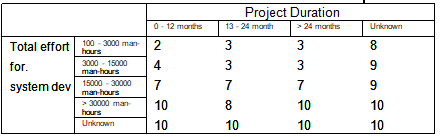 Project Duration
0 - 12 months 13 - 24 month > 24 months Unknown
Total effort for. system dev
100 - 3000 man-hours 2 3 3 8
3000 - 15000 man-hours 4 3 3 9
15000 - 30000 man-hours 7 7 7 9
> 30000 man-hours 10 8 10 10
Unknown 10 10 10 10